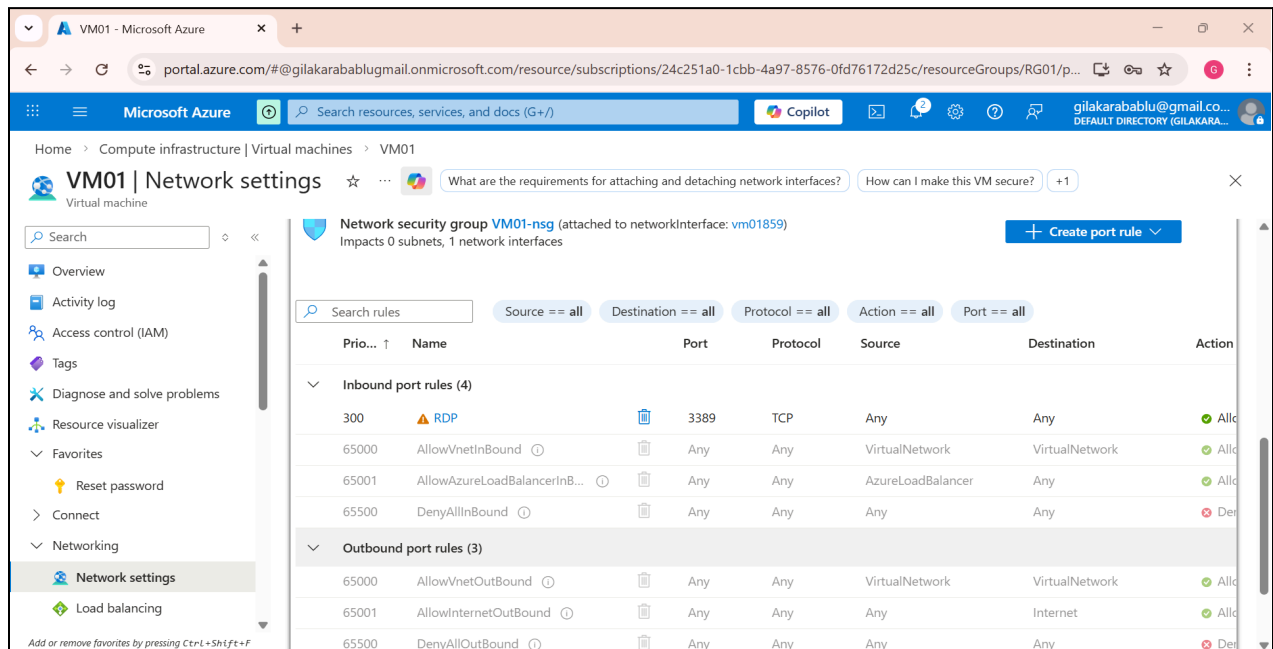 VM01 - Microsoft Azure
portal.azure.com/#@gilakarabablugmail.onmicrosoft.com/resource/subscriptions/24c251a0-1cbb-4a97-8576-0fd76172d25c/resourceGroups/RG01/p...
G
Microsoft Azure
Search resources, services, and docs (G+/)
Copilot
2
gilakarabablu@gmail.co...
DEFAULT DIRECTORY (GILAKARA...
Home > Compute infrastructure | Virtual machines > VM01
VM01 | Network settings
Virtual machine
What are the requirements for attaching and detaching network interfaces?
How can I make this VM secure?
+1
Search
Overview
Activity log
Access control (IAM)
Tags
Diagnose and solve problems
Resource visualizer
Favorites
Reset password
Connect
Networking
Network settings
Load balancing
Add or remove favorites by pressing Ctrl+Shift+F
Network security group VM01-nsg (attached to networkInterface: vm01859)
Impacts 0 subnets, 1 network interfaces
+ Create port rule
Search rules
Source == all
Destination == all
Protocol == all
Action == all
Port == all
Prio... ↑ Name Port Protocol Source Destination Action
Inbound port rules (4)
300 RDP 3389 TCP Any Any Allo
65000 AllowVnetInBound Any Any VirtualNetwork VirtualNetwork Allo
65001 AllowAzureLoadBalancerInB... Any Any AzureLoadBalancer Any Allo
65500 DenyAllInBound Any Any Any Any Der
Outbound port rules (3)
65000 AllowVnetOutBound Any Any VirtualNetwork VirtualNetwork Allo
65001 AllowInternetOutBound Any Any Any Internet Allo
65500 DenyAllOutBound Any Any Any Any Der